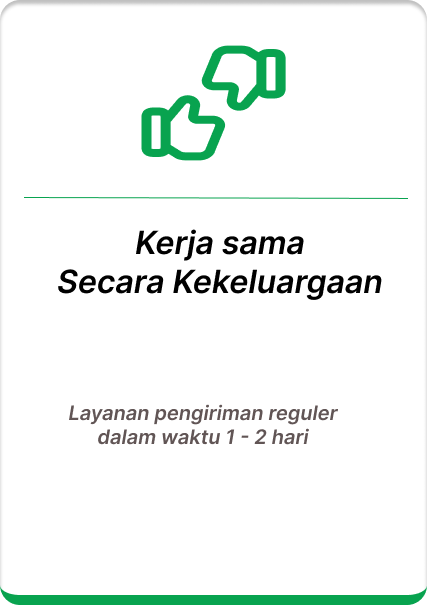 Kerja sama
Secara Kekeluargaan
Layanan pengiriman reguler
dalam waktu 1 - 2 hari